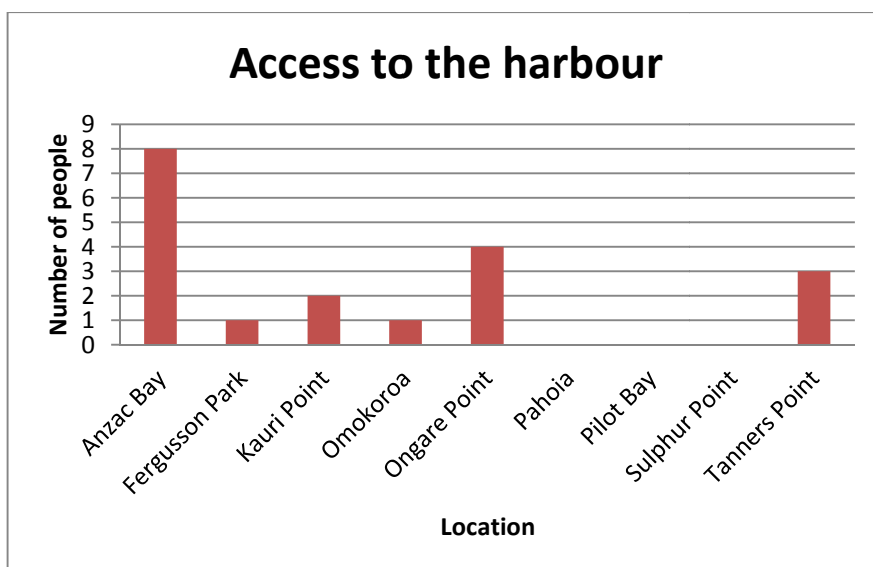 Access to the harbour
Number of people
9
8
7
6
5
4
3
2
1
0
Anzac Bay
Fergusson Park
Kauri Point
Omokoroa
Ongare Point
Pahoia
Pilot Bay
Sulphur Point
Tanners Point
Location